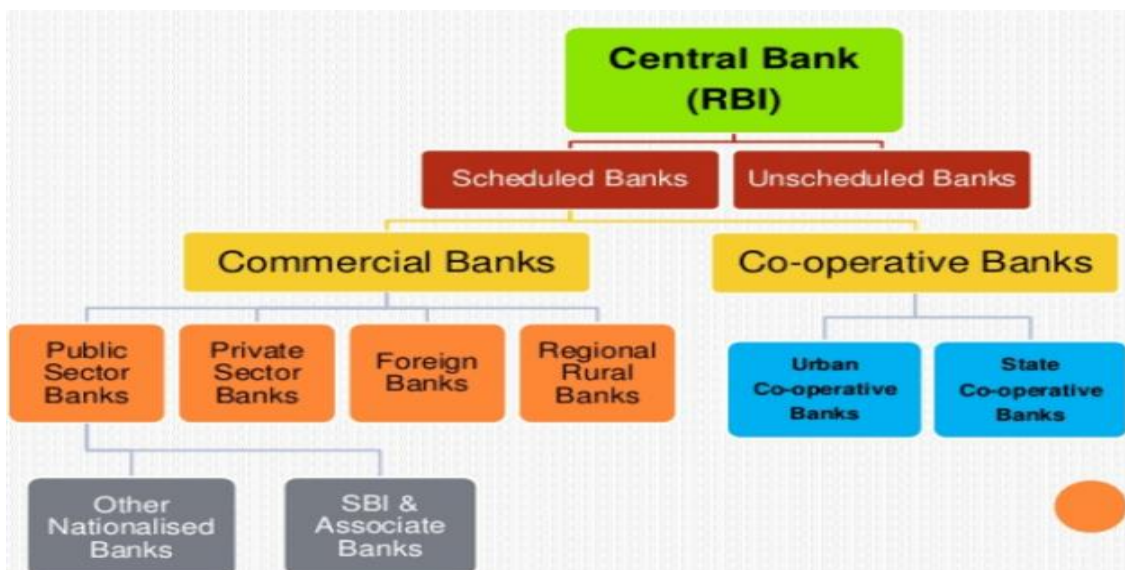 Central Bank
(RBI)
Scheduled Banks
Unscheduled Banks
Commercial Banks
Co-operative Banks
Public
Sector
Banks
Private
Sector
Banks
Foreign
Banks
Regional
Rural
Banks
Urban
Co-operative
Banks
State
Co-operative
Banks
Other
Nationalised
Banks
SBI &
Associate
Banks